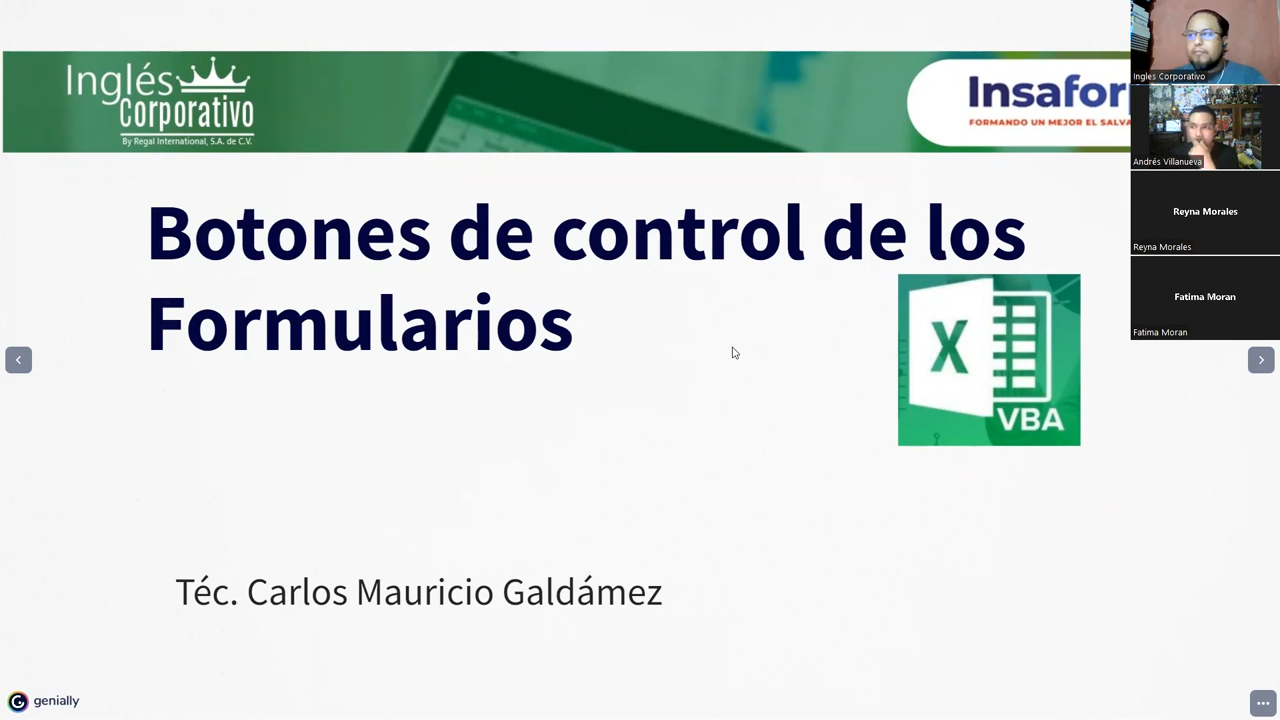 Inglés
Corporativo
By Regal International, S.A. de C.V.
Insafor
FORMANDO UN MEJOR EL SALVA
Botones de control de los
Formularios
X
VBA
Téc. Carlos Mauricio Galdámez
genially
Ingles Corporativo
Andrés Villanueva
Reyna Morales
Reyna Morales
Fatima Moran
Fatima Moran